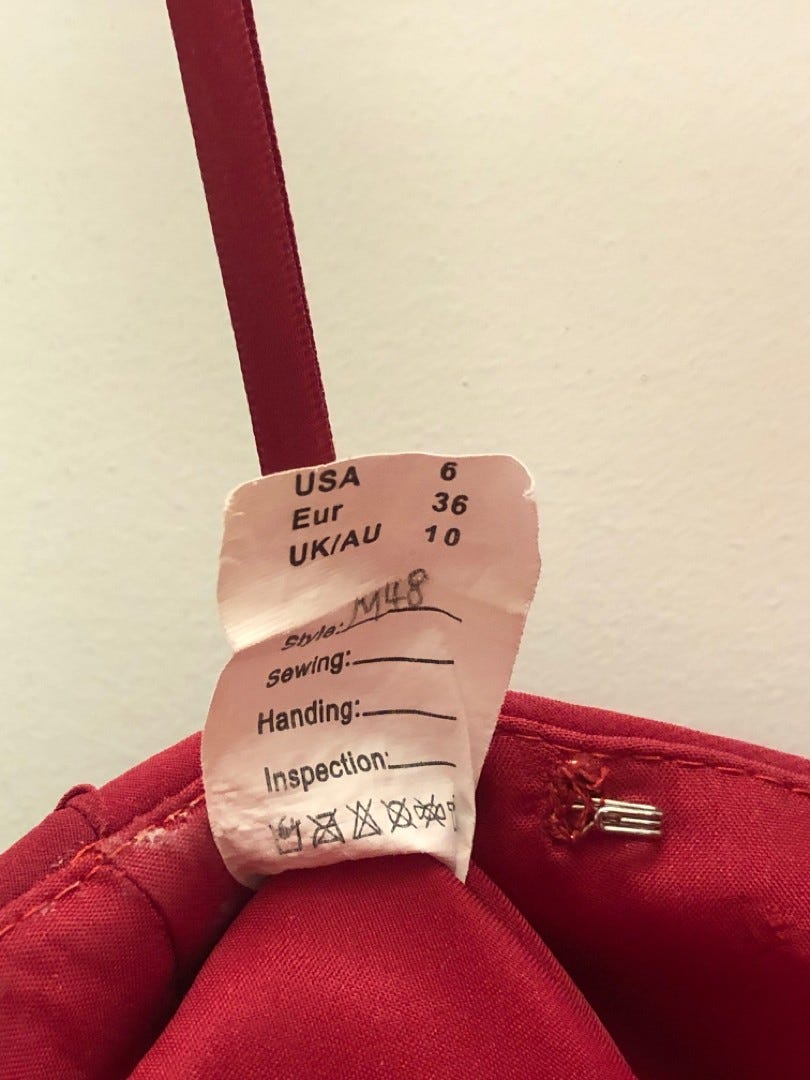 USA 6
Eur 36
UK/AU 10
Style: M48
Sewing:
Handing:
Inspection: